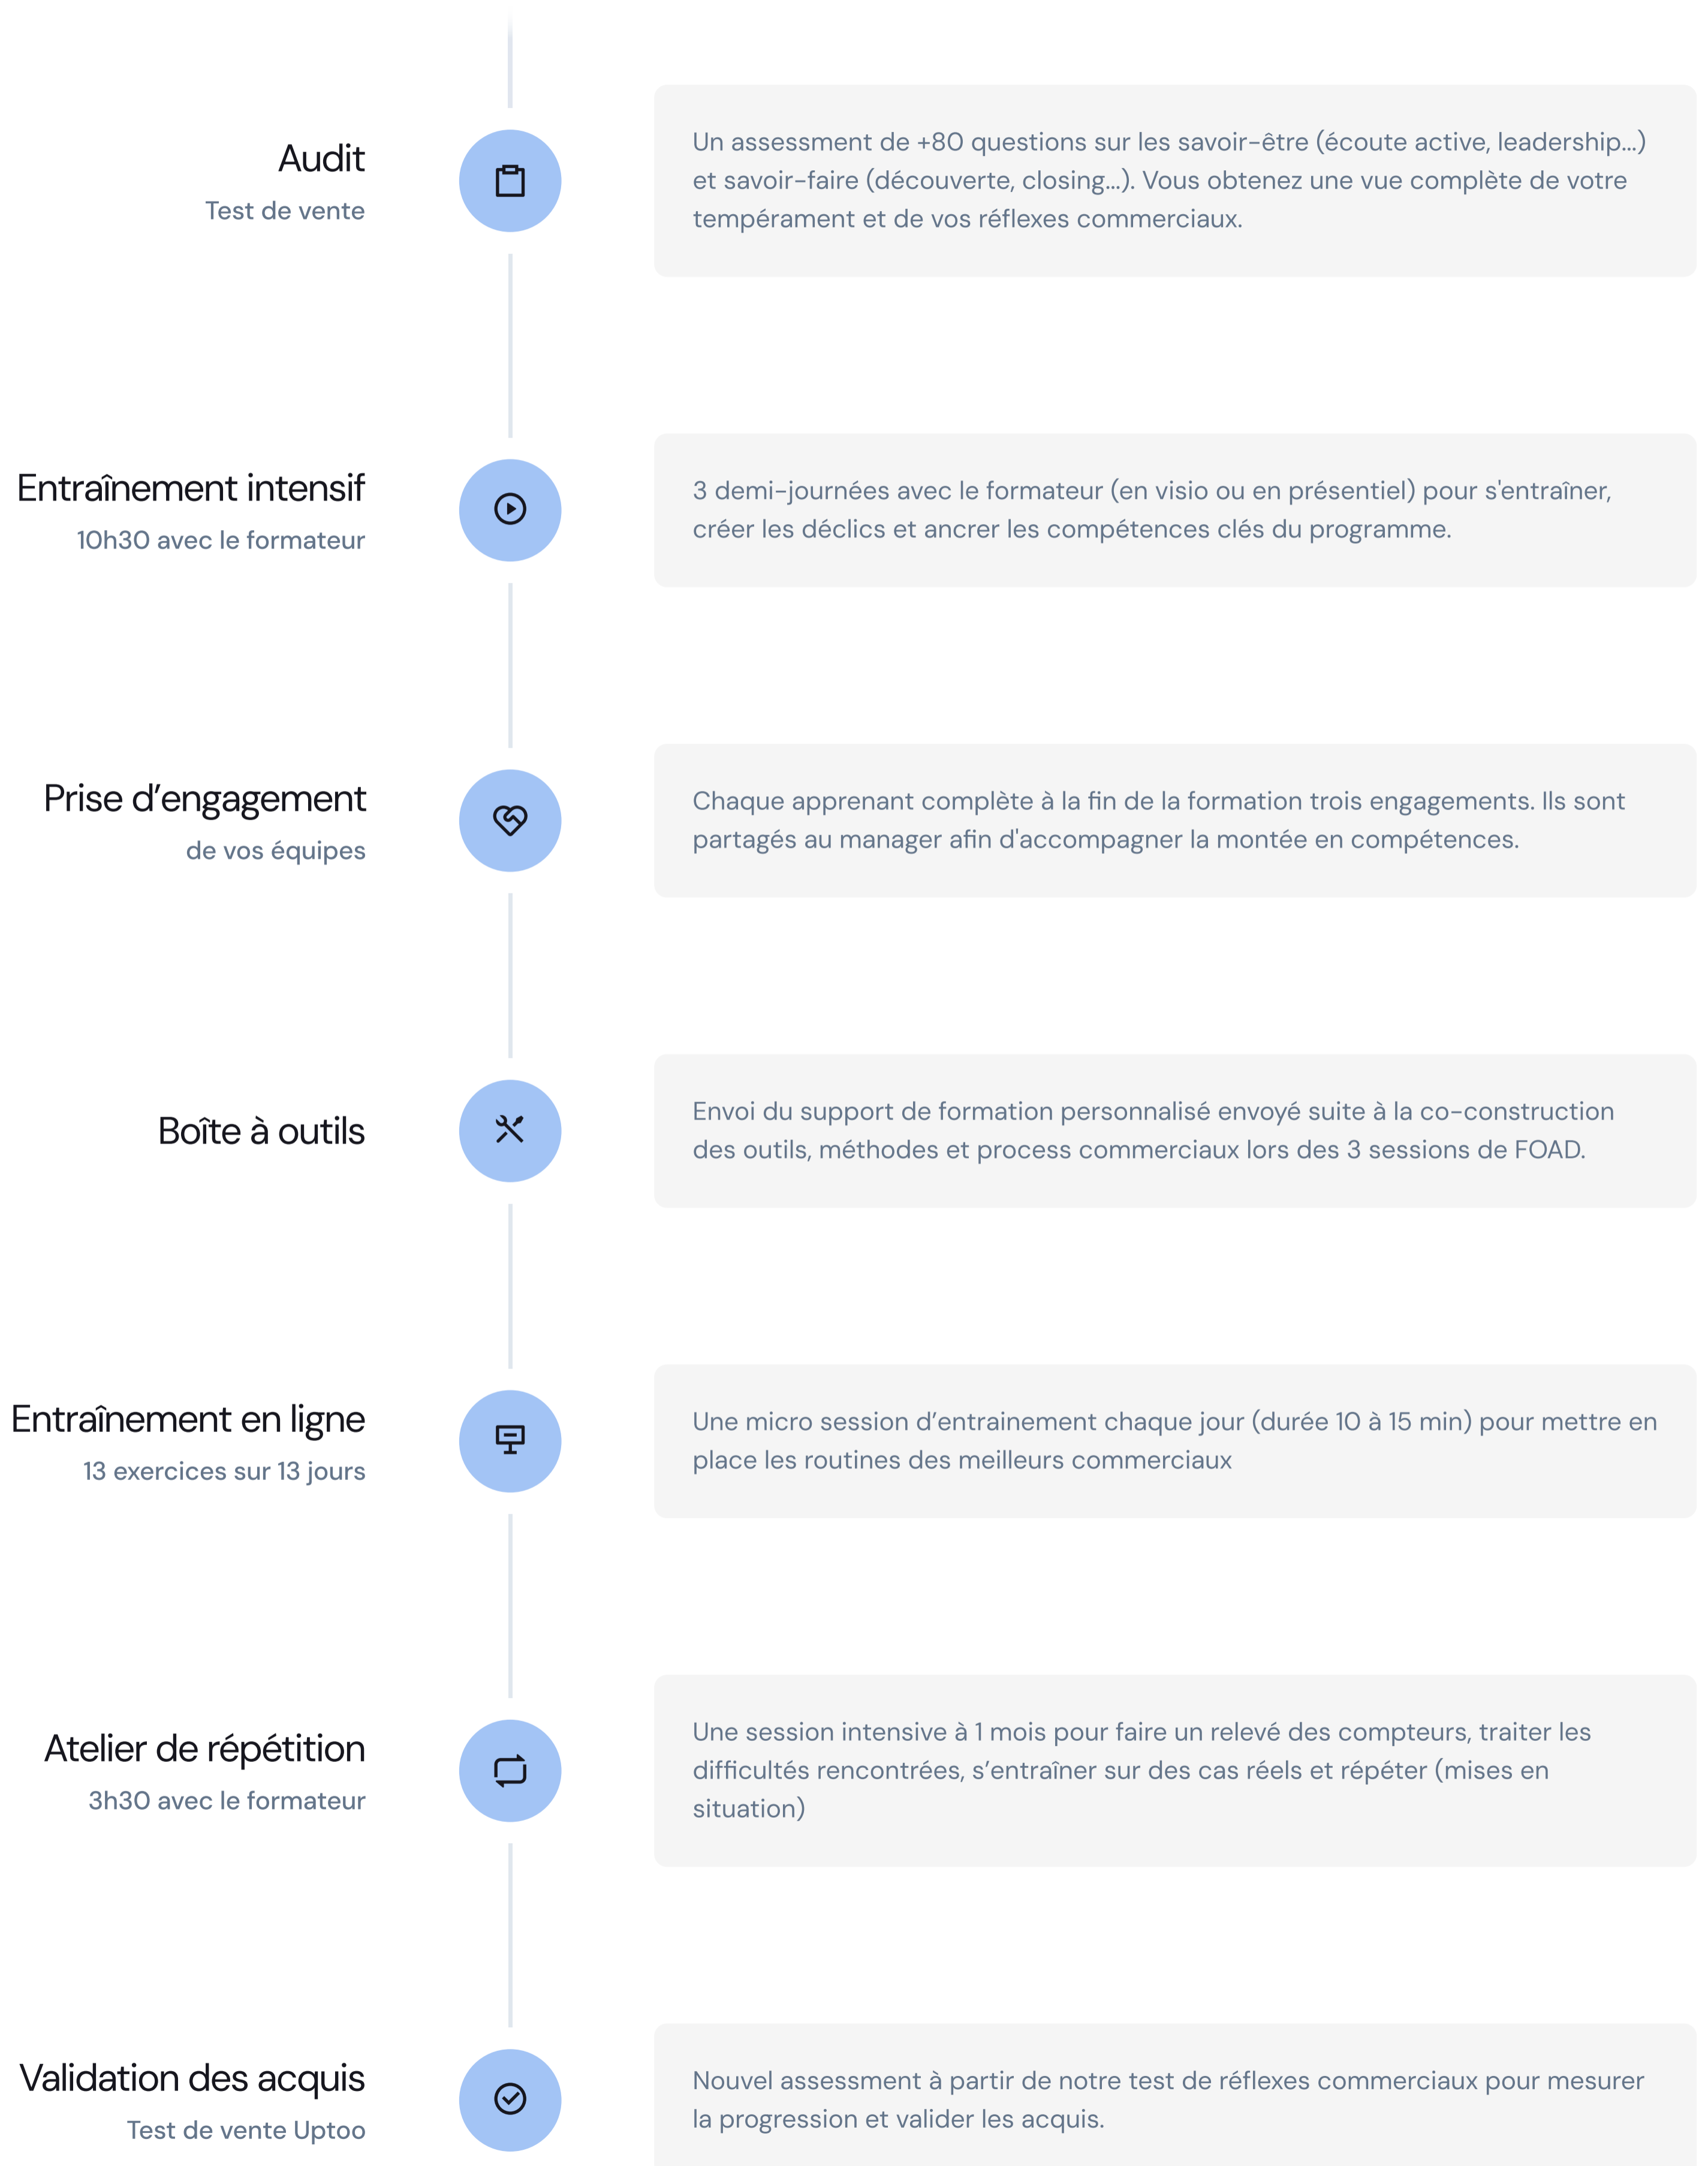 Audit
Test de vente
Un assessment de +80 questions sur les savoir-être (écoute active, leadership...)
et savoir-faire (découverte, closing...). Vous obtenez une vue complète de votre
tempérament et de vos réflexes commerciaux.
Entraînement intensif
10h30 avec le formateur
3 demi-journées avec le formateur (en visio ou en présentiel) pour s'entraîner,
créer les déclics et ancrer les compétences clés du programme.
Prise d’engagement
de vos équipes
Chaque apprenant complète à la fin de la formation trois engagements. Ils sont
partagés au manager afin d'accompagner la montée en compétences.
Boîte à outils
Envoi du support de formation personnalisé envoyé suite à la co-construction
des outils, méthodes et process commerciaux lors des 3 sessions de FOAD.
Entraînement en ligne
13 exercices sur 13 jours
Une micro session d’entrainement chaque jour (durée 10 à 15 min) pour mettre en
place les routines des meilleurs commerciaux
Atelier de répétition
3h30 avec le formateur
Une session intensive à 1 mois pour faire un relevé des compteurs, traiter les
difficultés rencontrées, s’entraîner sur des cas réels et répéter (mises en
situation)
Validation des acquis
Test de vente Uptoo
Nouvel assessment à partir de notre test de réflexes commerciaux pour mesurer
la progression et valider les acquis.